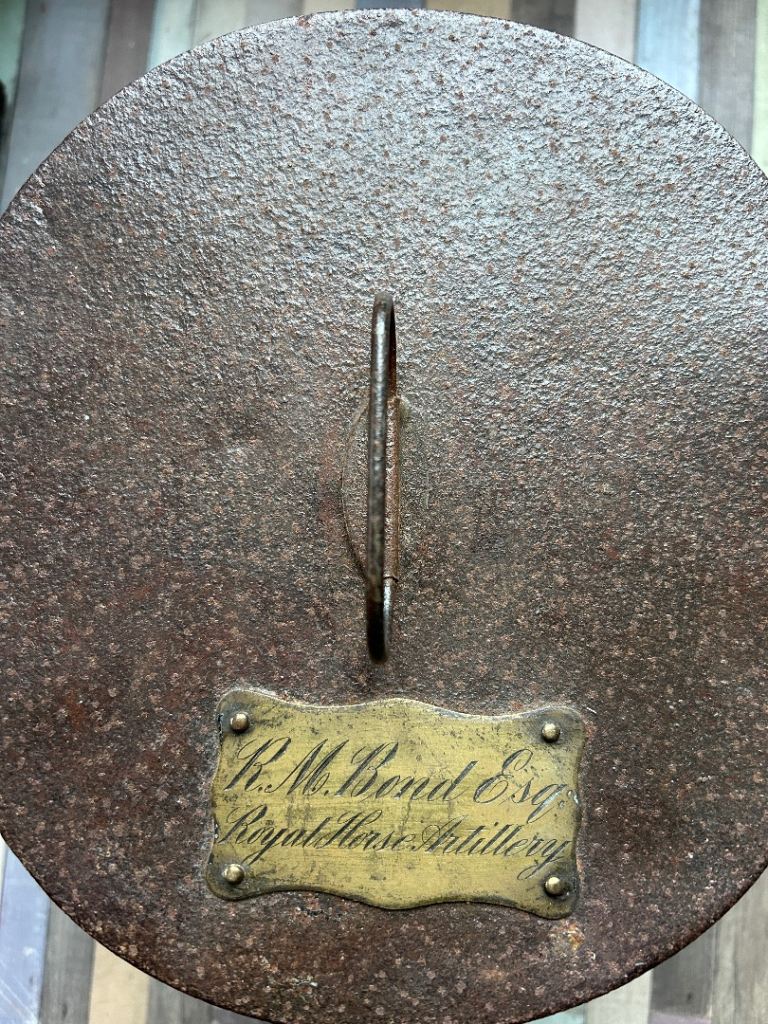 R. M. Bond Esq.
Royal Horse Artillery